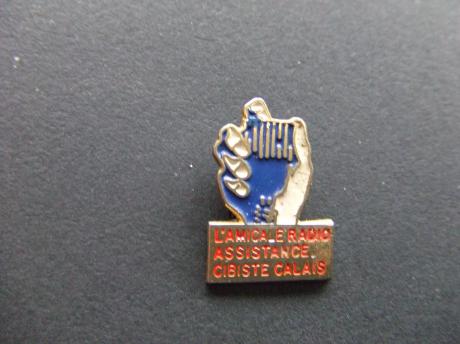 L'AMICALE RADIO
ASSISTANCE.
CIBISTE CALAIS